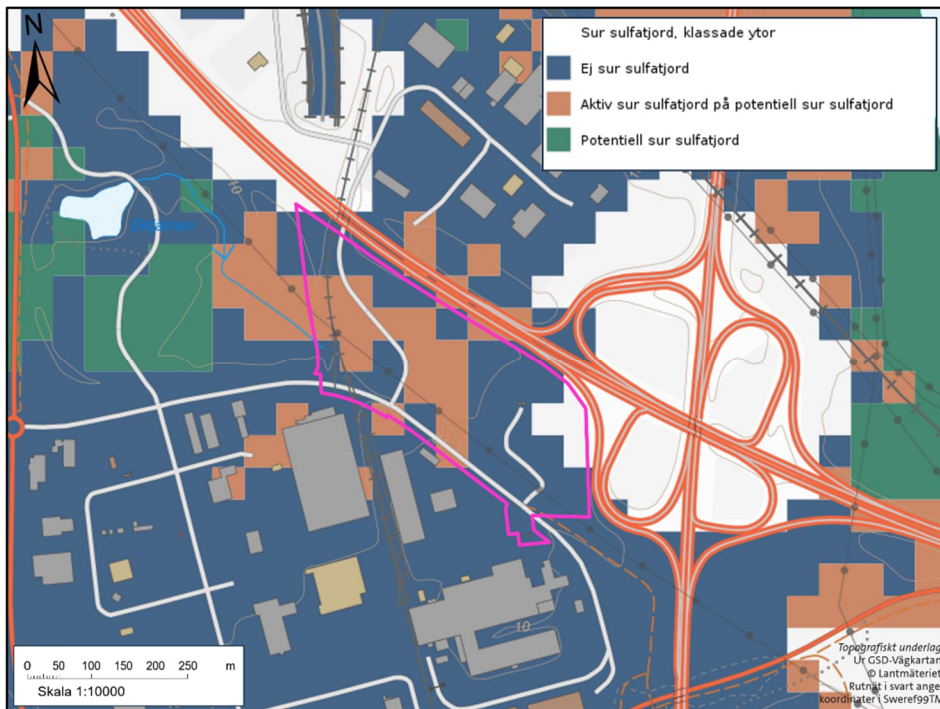 N
Sur sulfatjord, klassade ytor
Ej sur sulfatjord
Aktiv sur sulfatjord på potentiell sur sulfatjord
Potentiell sur sulfatjord
10
10
0 50 100 150 200 250 m
Skala 1:10000
Topografiskt underlag
Ur GSD-Vägkartan
© Lantmäteriet
Rutnät i svart anger
koordinater i Sweref99TM